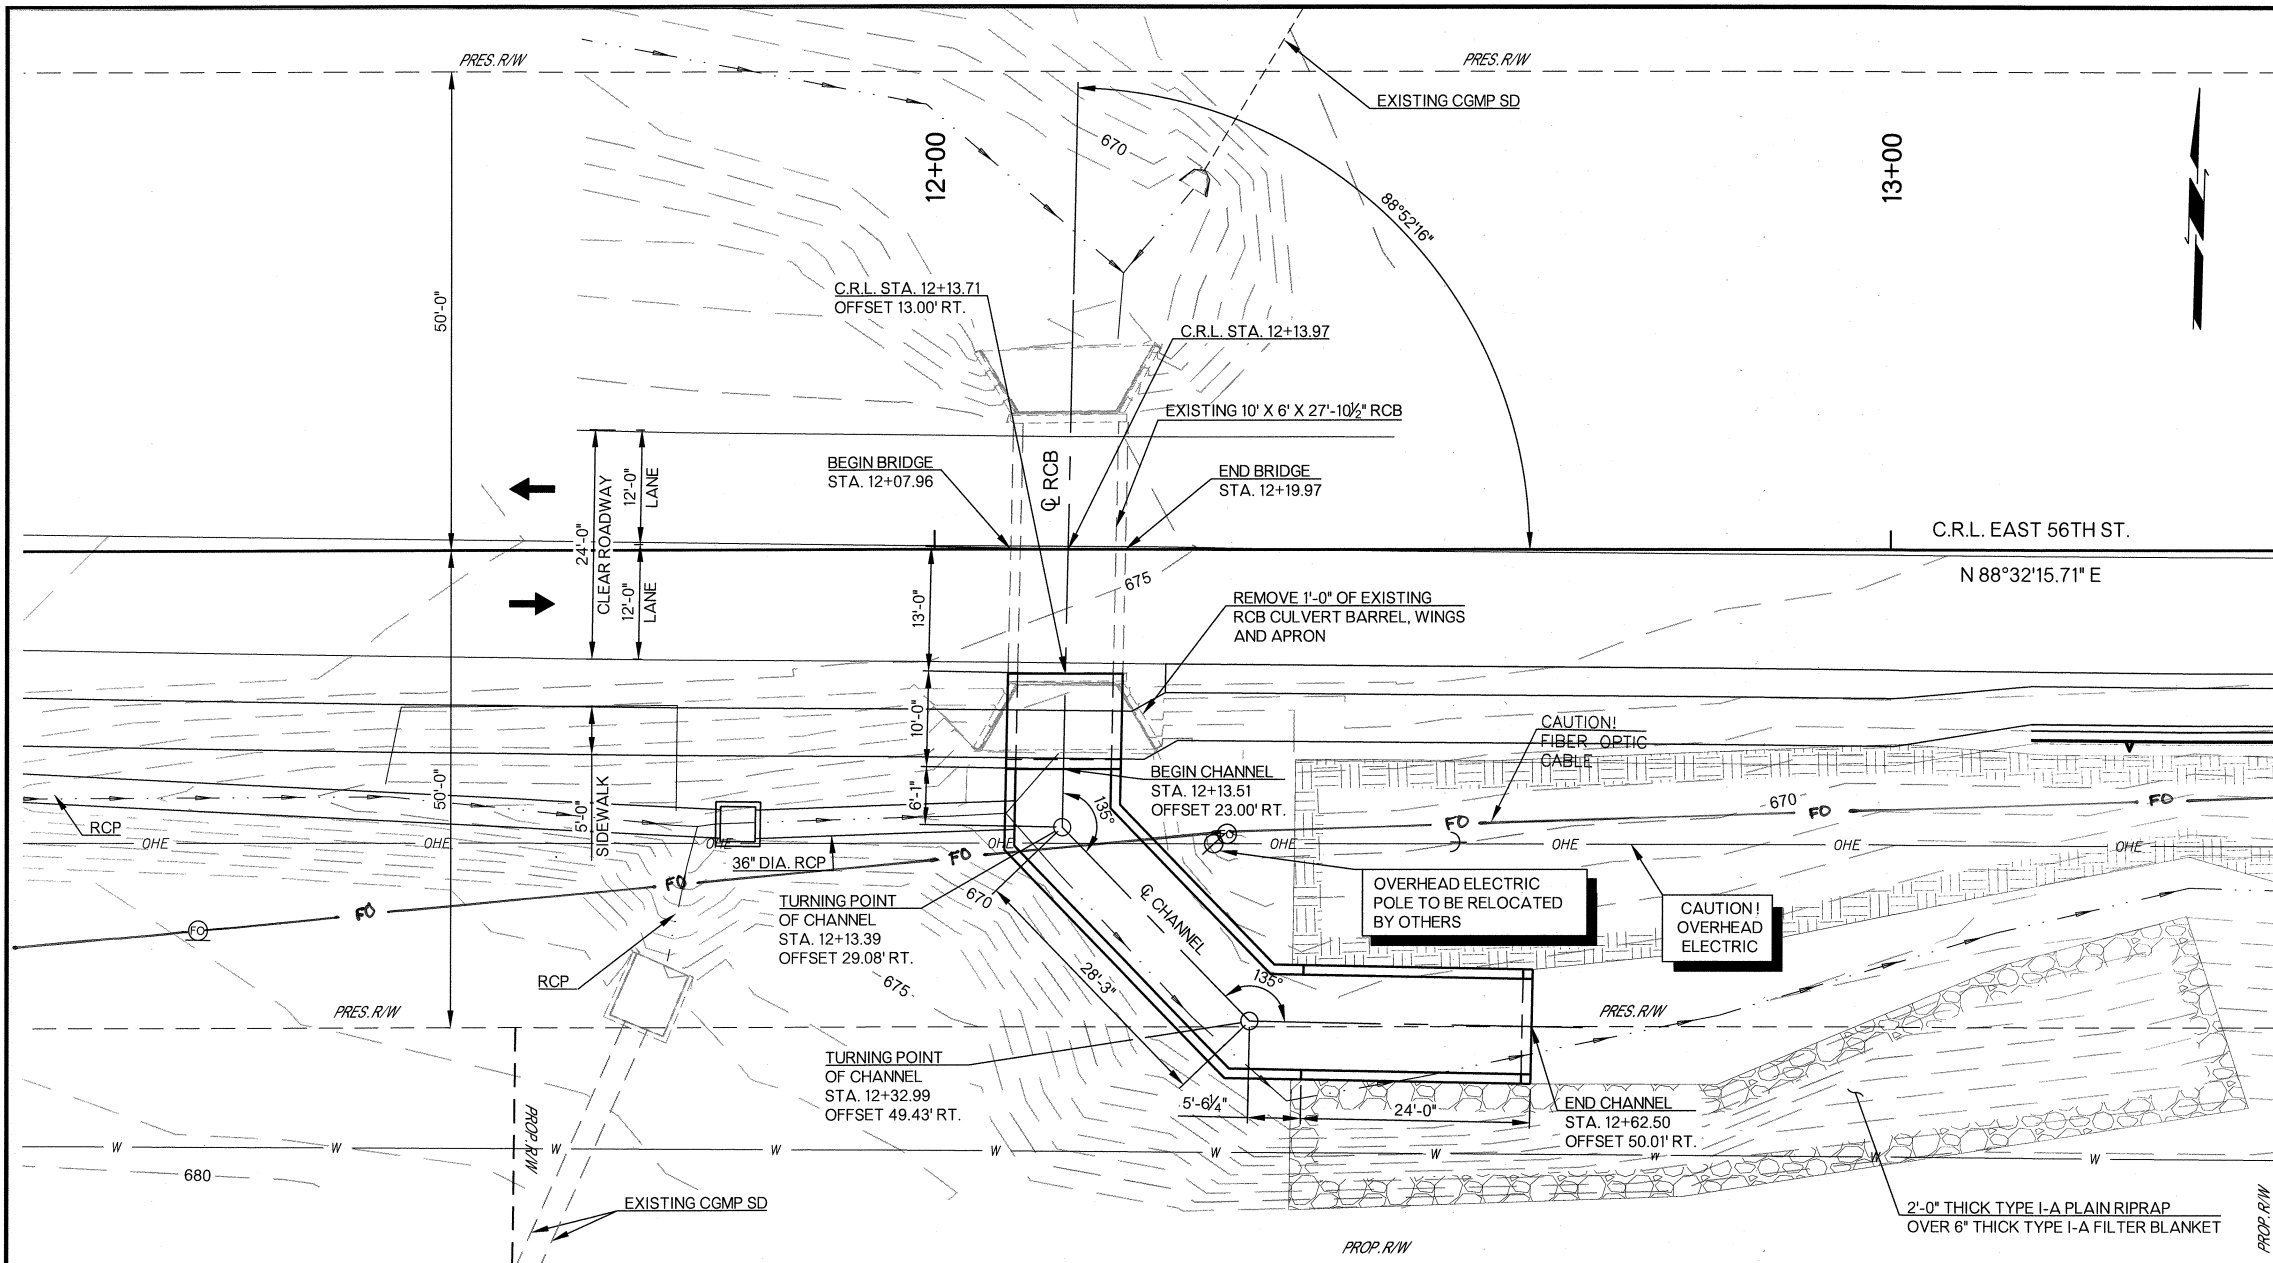 PRES. R/W
PRES. R/W
EXISTING CGMP SD
670
12+00
13+00
88°52'16"
50'-0"
C.R.L. STA. 12+13.71
OFFSET 13.00' RT.
C.R.L. STA. 12+13.97
EXISTING 10' X 6' X 27'-10½" RCB
BEGIN BRIDGE
STA. 12+07.96
℄ RCB
END BRIDGE
STA. 12+19.97
24'-0"
CLEAR ROADWAY
12'-0"
LANE
12'-0"
LANE
C.R.L. EAST 56TH ST.
N 88°32'15.71" E
675
13'-0"
REMOVE 1'-0" OF EXISTING
RCB CULVERT BARREL, WINGS
AND APRON
10'-0"
CAUTION!
FIBER OPTIC
CABLE
BEGIN CHANNEL
STA. 12+13.51
OFFSET 23.00' RT.
6'-1"
135°
50'-0"
5'-0"
SIDEWALK
RCP
670
FO
FO
FO
OHE
OHE
OHE
OHE
OHE
OHE
OHE
OHE
36" DIA. RCP
FO
FO
FO
FO
FO
670
TURNING POINT
OF CHANNEL
STA. 12+13.39
OFFSET 29.08' RT.
℄ CHANNEL
OVERHEAD ELECTRIC
POLE TO BE RELOCATED
BY OTHERS
CAUTION!
OVERHEAD
ELECTRIC
RCP
675
28'-3"
135°
PRES. R/W
PRES. R/W
TURNING POINT
OF CHANNEL
STA. 12+32.99
OFFSET 49.43' RT.
5'-6¼"
24'-0"
END CHANNEL
STA. 12+62.50
OFFSET 50.01' RT.
PROP. R/W
W
W
W
W
W
W
W
W
W
W
680
EXISTING CGMP SD
2'-0" THICK TYPE I-A PLAIN RIPRAP
OVER 6" THICK TYPE I-A FILTER BLANKET
PROP. R/W
PROP. R/W